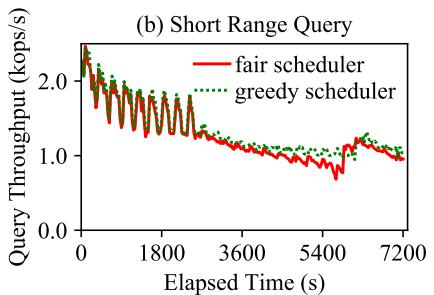 (b) Short Range Query
Query Throughput (kops/s)
2.0
1.0
0.0
fair scheduler
greedy scheduler
0 1800 3600 5400 7200
Elapsed Time (s)